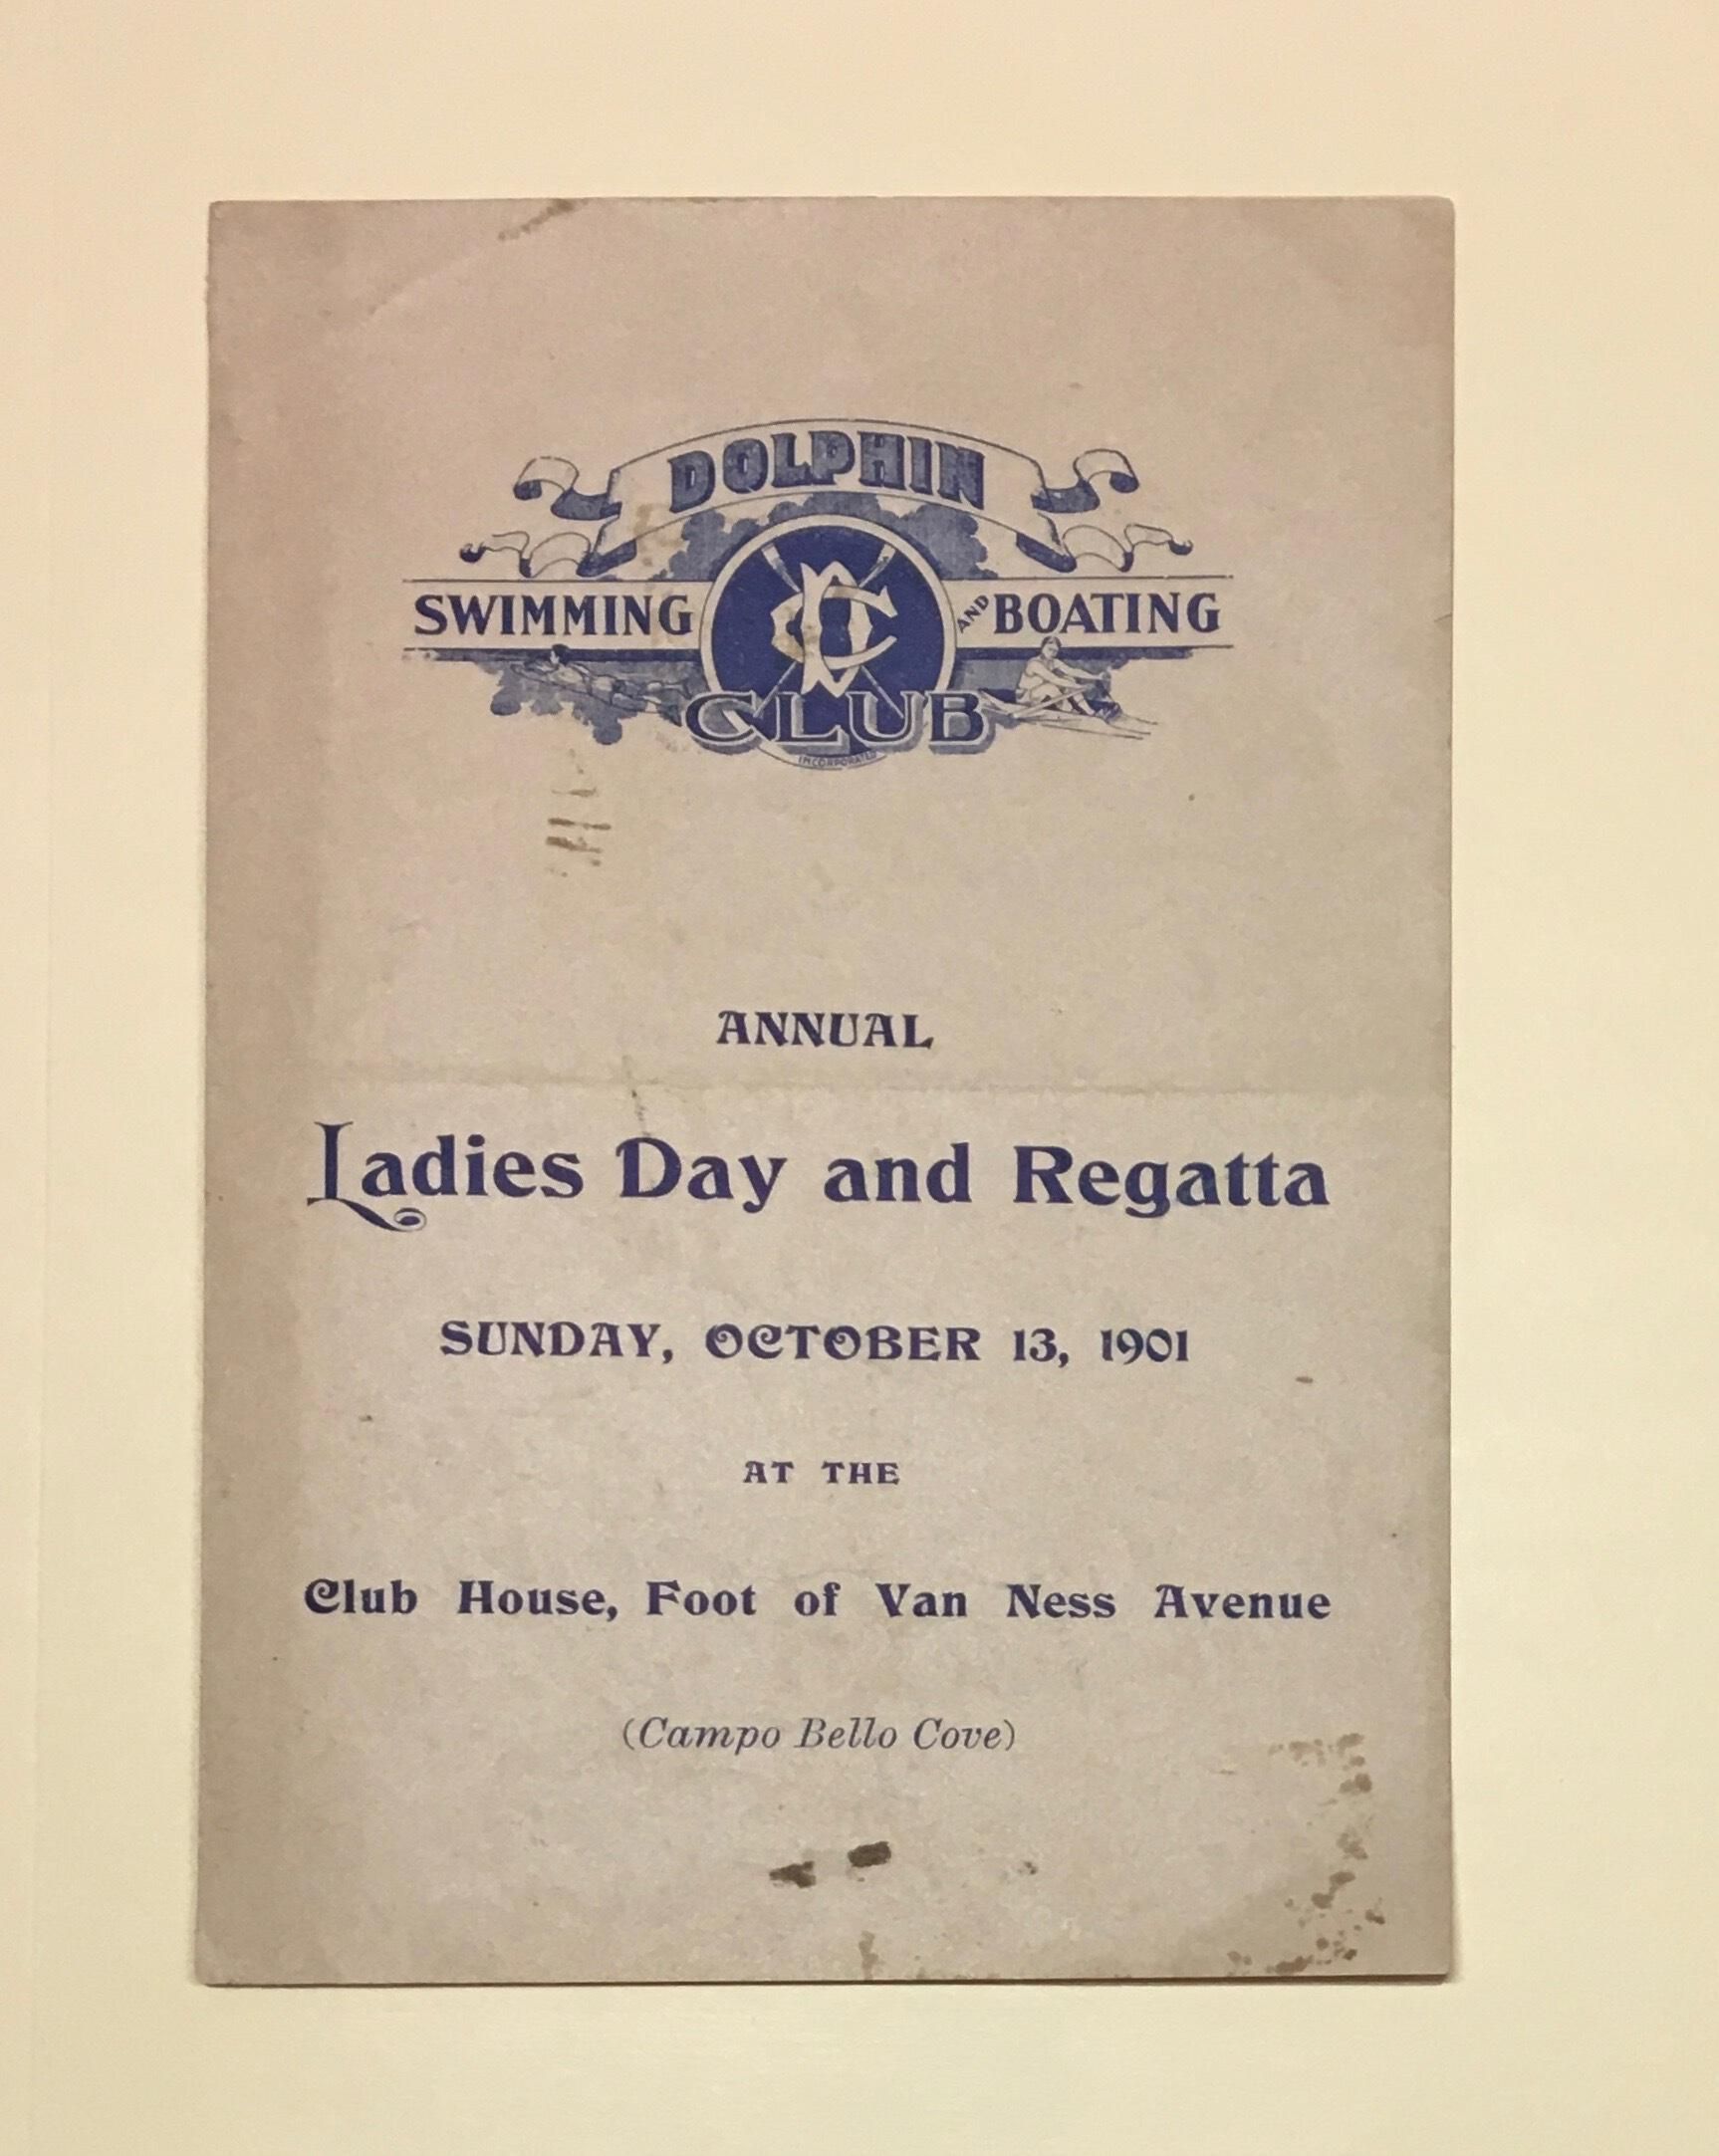 DOLPHIN
SWIMMING AND BOATING
DC
CLUB
INCORPORATED
ANNUAL
Ladies Day and Regatta
SUNDAY, OCTOBER 13, 1901
AT THE
Club House, Foot of Van Ness Avenue
(Campo Bello Cove)